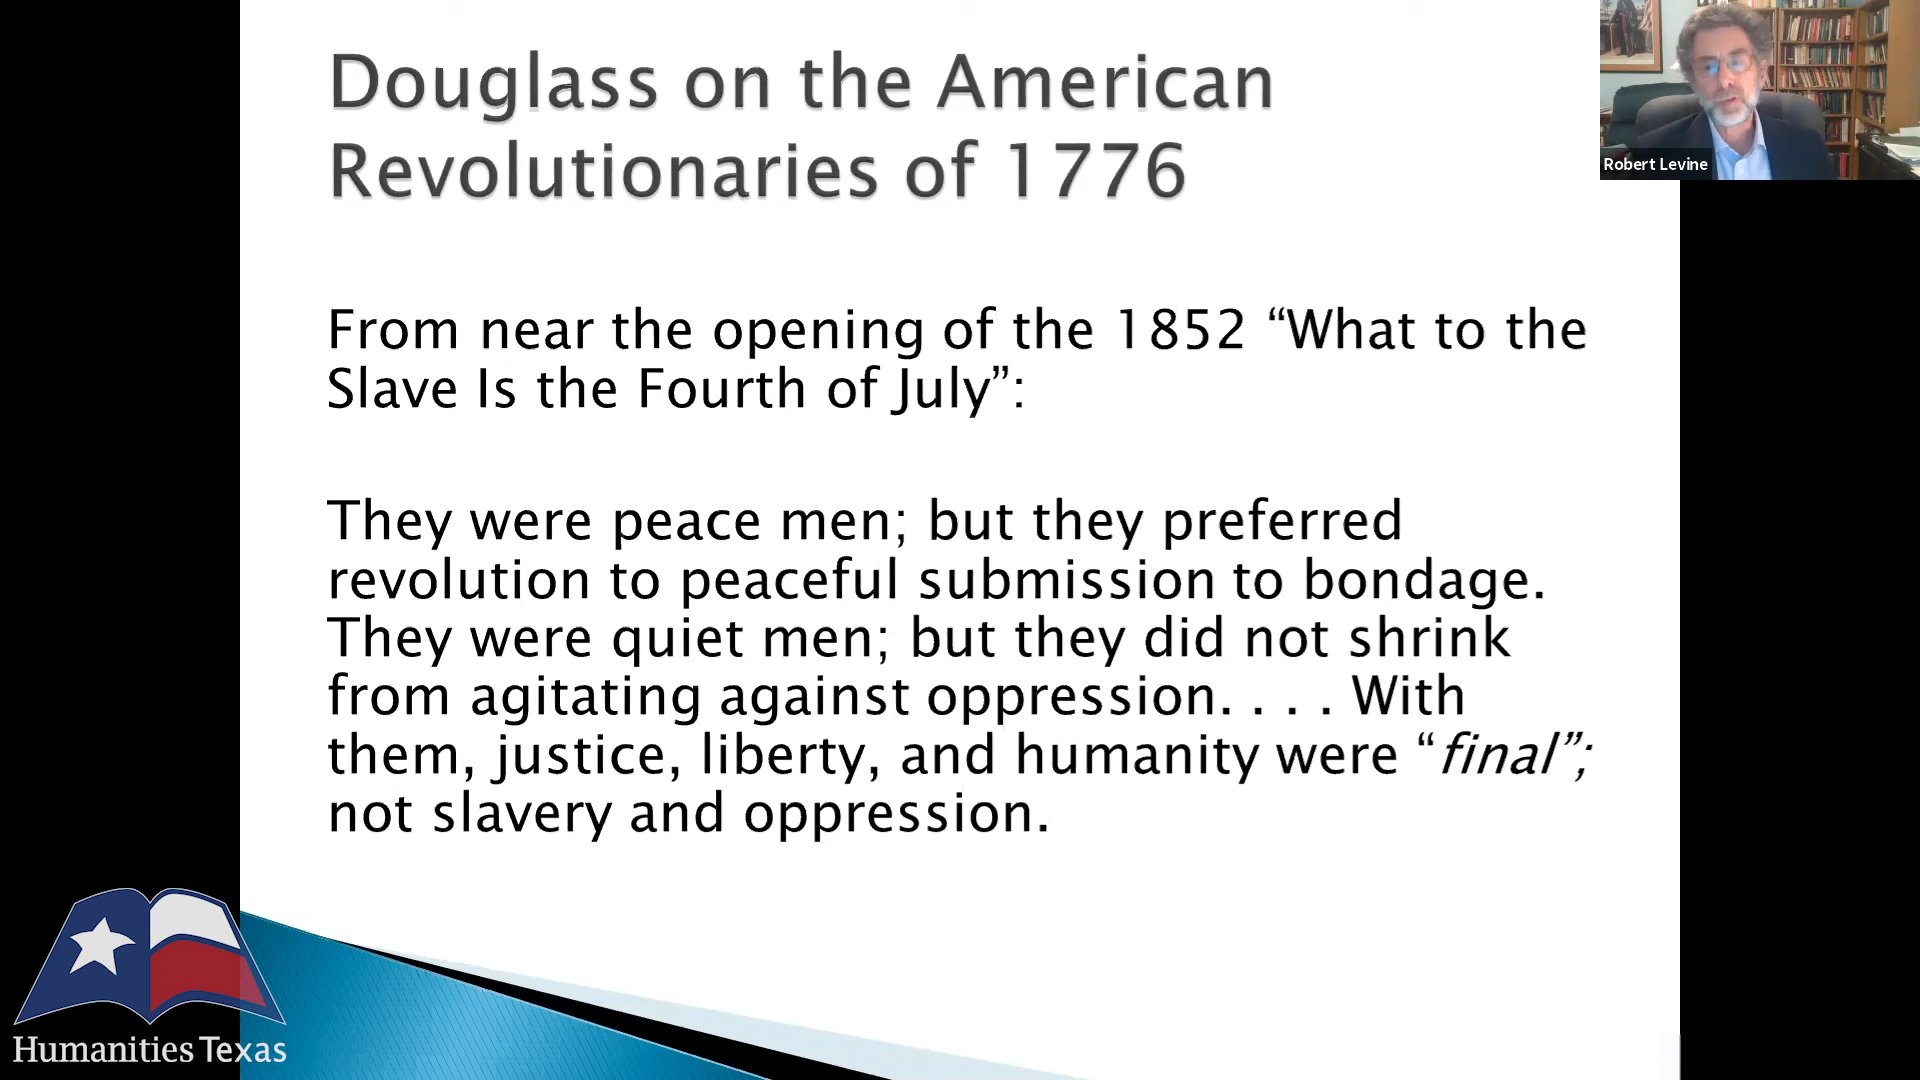 Douglass on the American
Revolutionaries of 1776
Robert Levine
From near the opening of the 1852 “What to the
Slave Is the Fourth of July”:
They were peace men; but they preferred
revolution to peaceful submission to bondage.
They were quiet men; but they did not shrink
from agitating against oppression. . . . With
them, justice, liberty, and humanity were “final”;
not slavery and oppression.
Humanities Texas